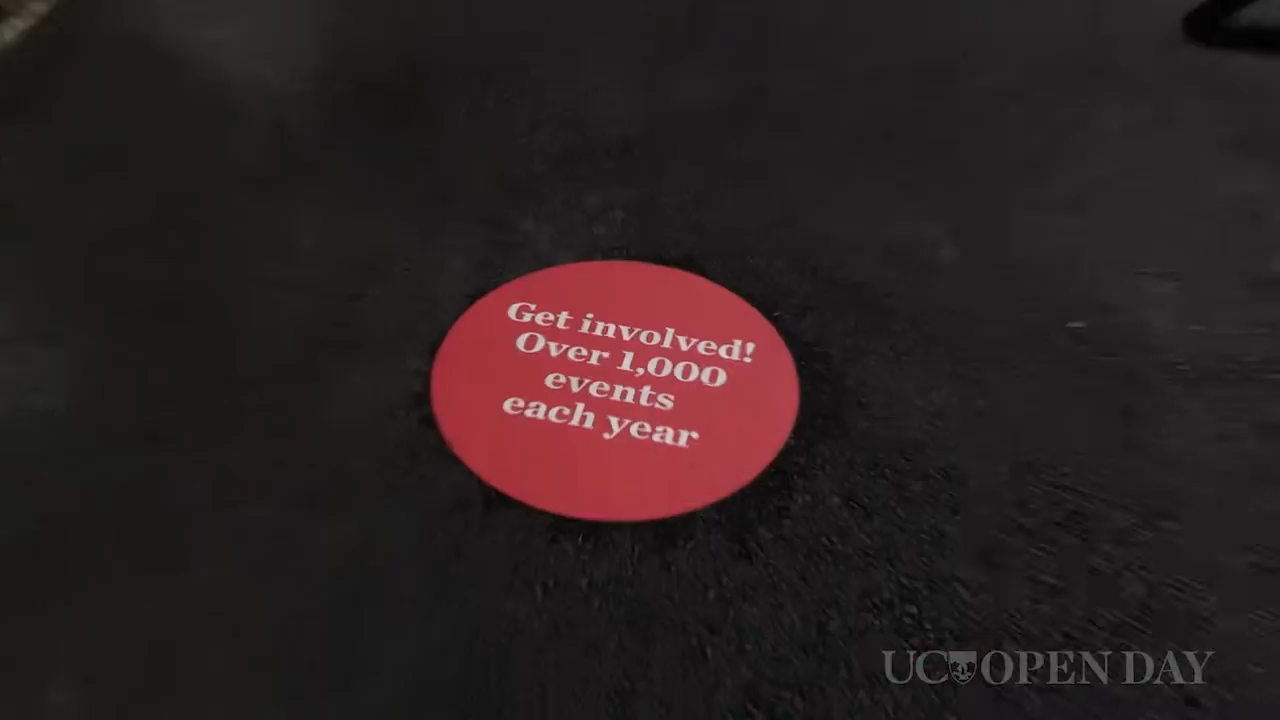 Get involved!
Over 1,000
events
each year
UC OPEN DAY